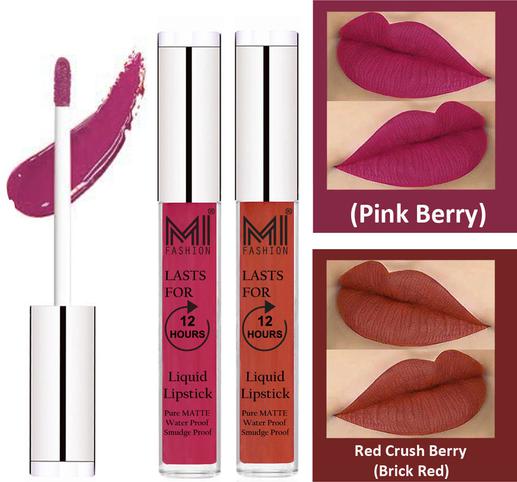 MI®
FASHION
LASTS
FOR
12
HOURS
Liquid
Lipstick
Pure MATTE
Water Proof
Smudge Proof
MI®
FASHION
LASTS
FOR
12
HOURS
Liquid
Lipstick
Pure MATTE
Water Proof
Smudge Proof
(Pink Berry)
Red Crush Berry
(Brick Red)